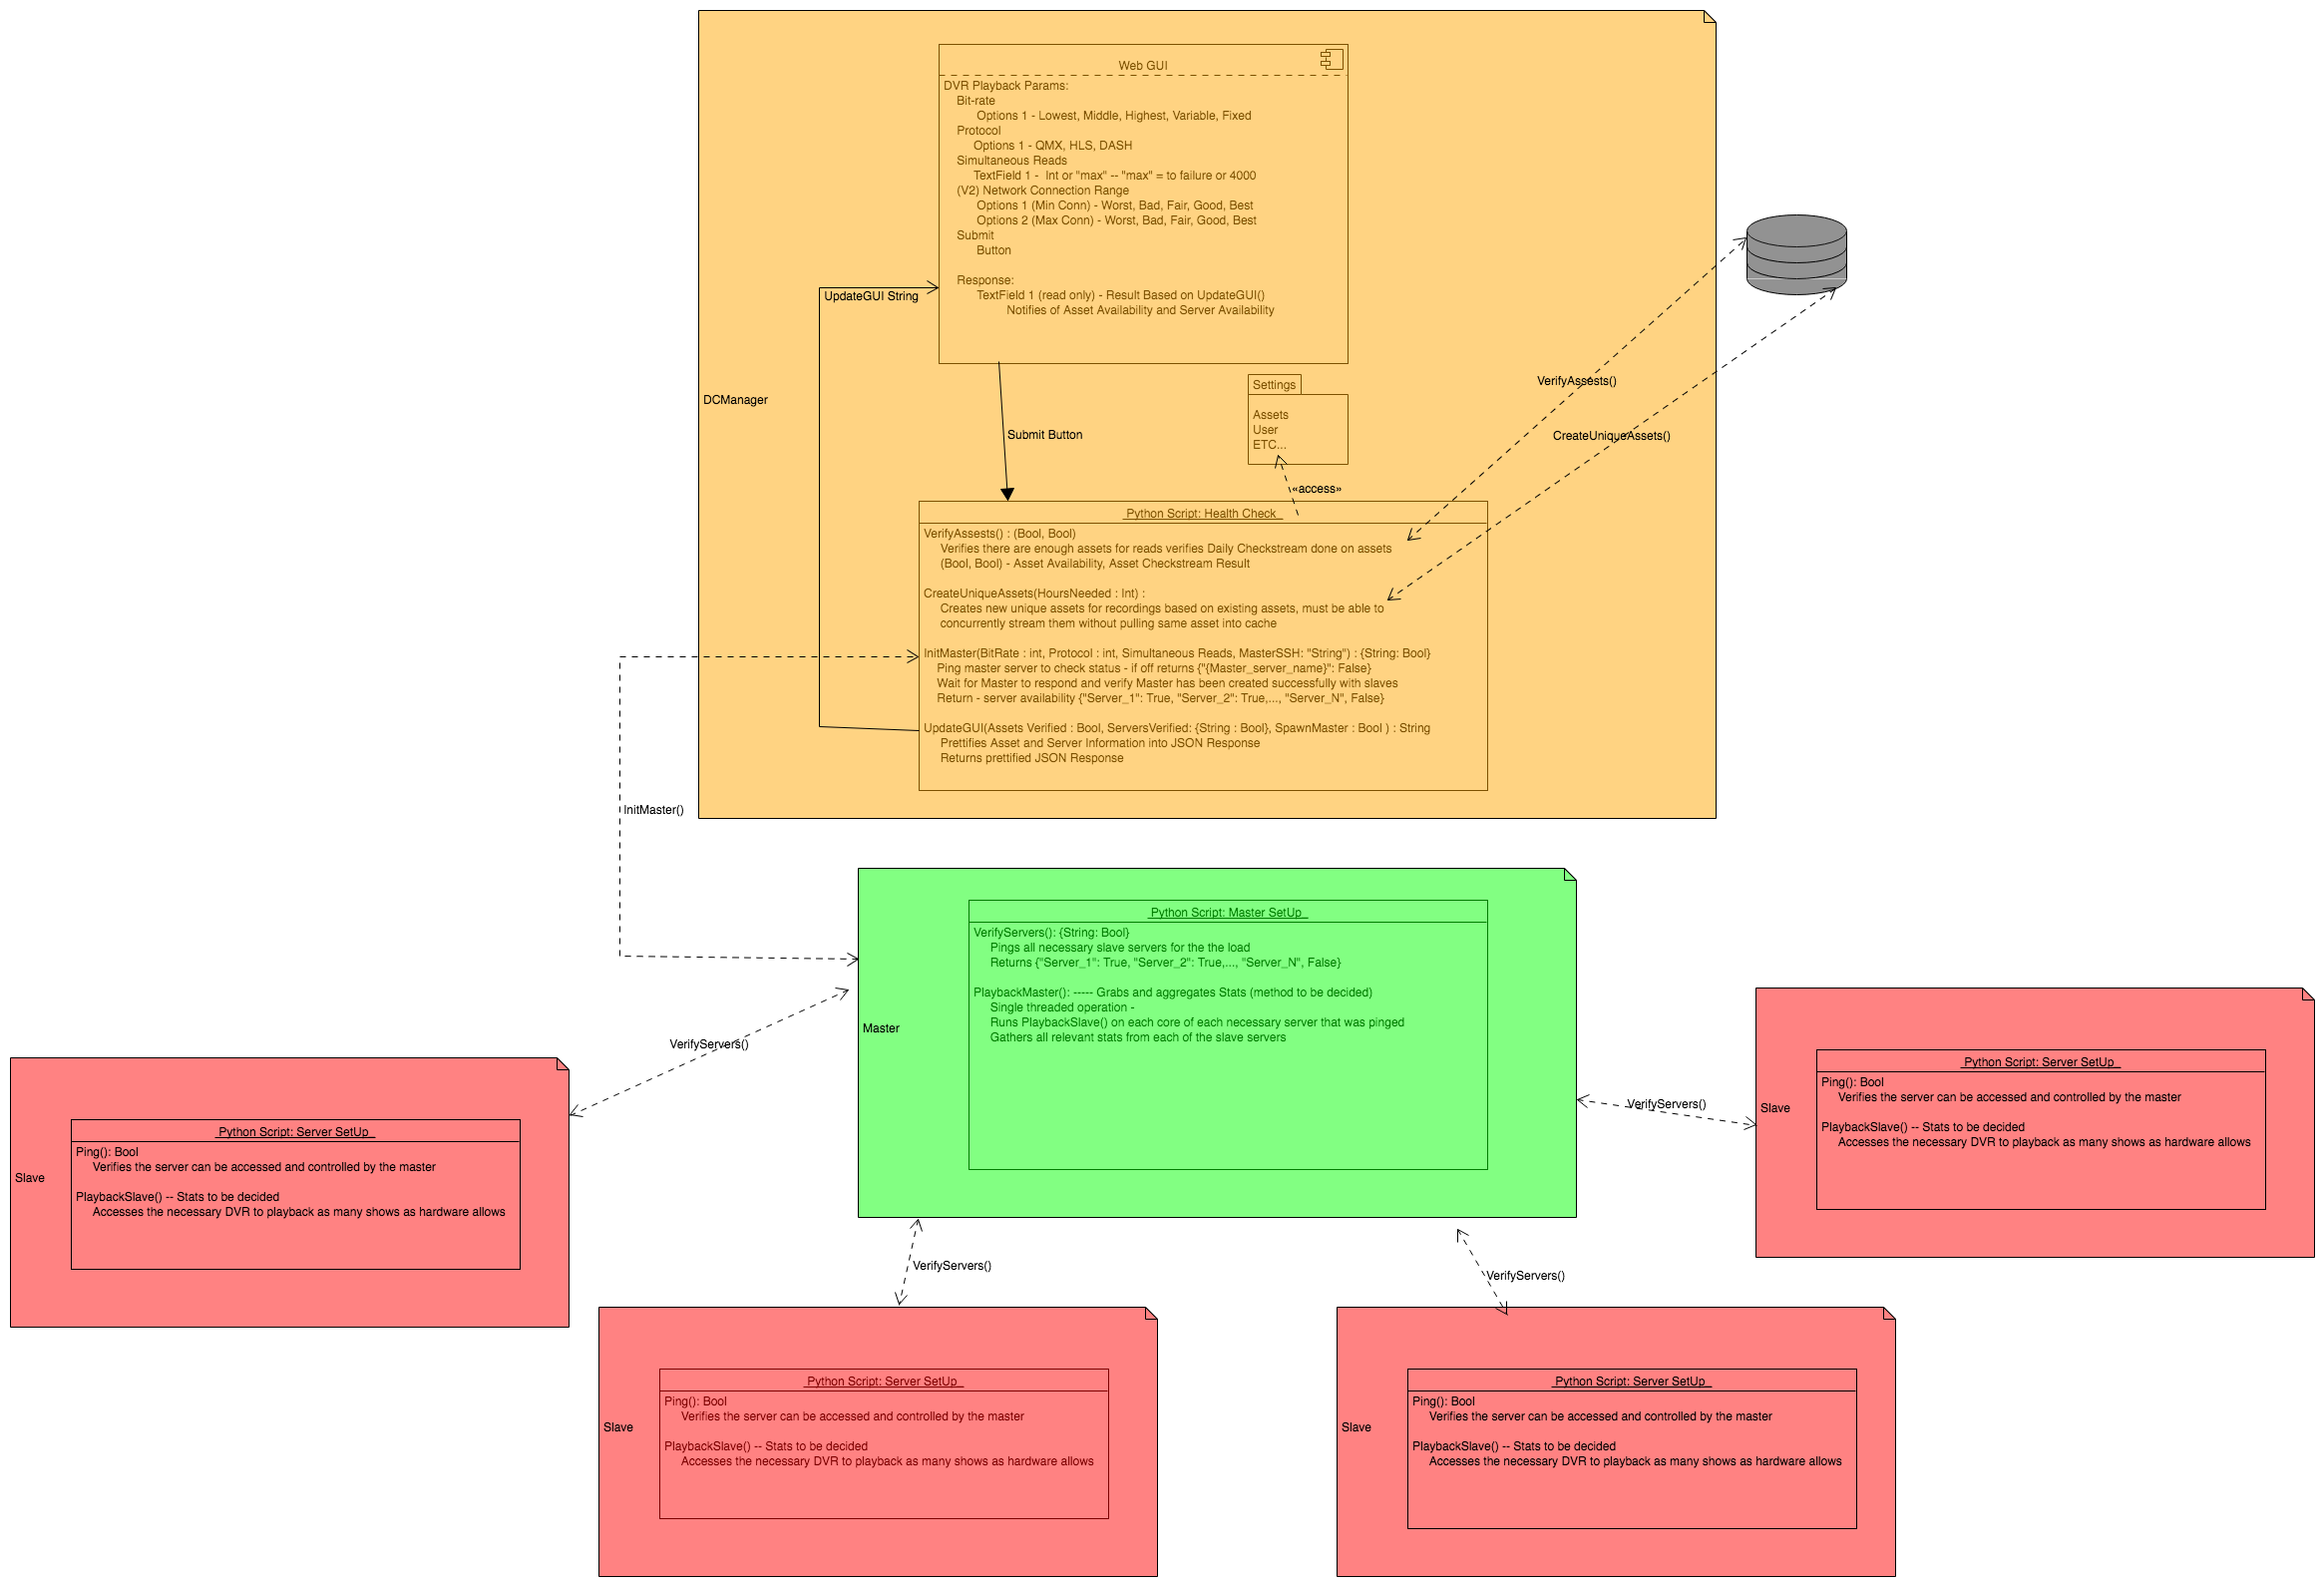 Web GUI
DVR Playback Params:
Bit-rate
Options 1 - Lowest, Middle, Highest, Variable, Fixed
Protocol
Options 1 - QMX, HLS, DASH
Simultaneous Reads
TextField 1 -  Int or "max" -- "max" = to failure or 4000
(V2) Network Connection Range
Options 1 (Min Conn) - Worst, Bad, Fair, Good, Best
Options 2 (Max Conn) - Worst, Bad, Fair, Good, Best
Submit
Button
Response:
TextField 1 (read only) - Result Based on UpdateGUI()
Notifies of Asset Availability and Server Availability
UpdateGUI String
DCManager
Submit Button
Settings
Assets
User
ETC...
«access»
VerifyAssests()
CreateUniqueAssets()
Python Script: Health Check
VerifyAssests() : (Bool, Bool)
Verifies there are enough assets for reads verifies Daily Checkstream done on assets
(Bool, Bool) - Asset Availability, Asset Checkstream Result
CreateUniqueAssets(HoursNeeded : Int) :
Creates new unique assets for recordings based on existing assets, must be able to
concurrently stream them without pulling same asset into cache
InitMaster(BitRate : int, Protocol : int, Simultaneous Reads, MasterSSH: "String") : {String: Bool}
Ping master server to check status - if off returns {"{Master_server_name}": False}
Wait for Master to respond and verify Master has been created successfully with slaves
Return - server availability {"Server_1": True, "Server_2": True,..., "Server_N", False}
UpdateGUI(Assets Verified : Bool, ServersVerified: {String : Bool}, SpawnMaster : Bool ) : String
Prettifies Asset and Server Information into JSON Response
Returns prettified JSON Response
InitMaster()
Master
Python Script: Master SetUp
VerifyServers(): {String: Bool}
Pings all necessary slave servers for the the load
Returns {"Server_1": True, "Server_2": True,..., "Server_N", False}
PlaybackMaster(): ----- Grabs and aggregates Stats (method to be decided)
Single threaded operation -
Runs PlaybackSlave() on each core of each necessary server that was pinged
Gathers all relevant stats from each of the slave servers
VerifyServers()
Slave
Python Script: Server SetUp
Ping(): Bool
Verifies the server can be accessed and controlled by the master
PlaybackSlave() -- Stats to be decided
Accesses the necessary DVR to playback as many shows as hardware allows
VerifyServers()
Slave
Python Script: Server SetUp
Ping(): Bool
Verifies the server can be accessed and controlled by the master
PlaybackSlave() -- Stats to be decided
Accesses the necessary DVR to playback as many shows as hardware allows
VerifyServers()
Slave
Python Script: Server SetUp
Ping(): Bool
Verifies the server can be accessed and controlled by the master
PlaybackSlave() -- Stats to be decided
Accesses the necessary DVR to playback as many shows as hardware allows
VerifyServers()
Slave
Python Script: Server SetUp
Ping(): Bool
Verifies the server can be accessed and controlled by the master
PlaybackSlave() -- Stats to be decided
Accesses the necessary DVR to playback as many shows as hardware allows